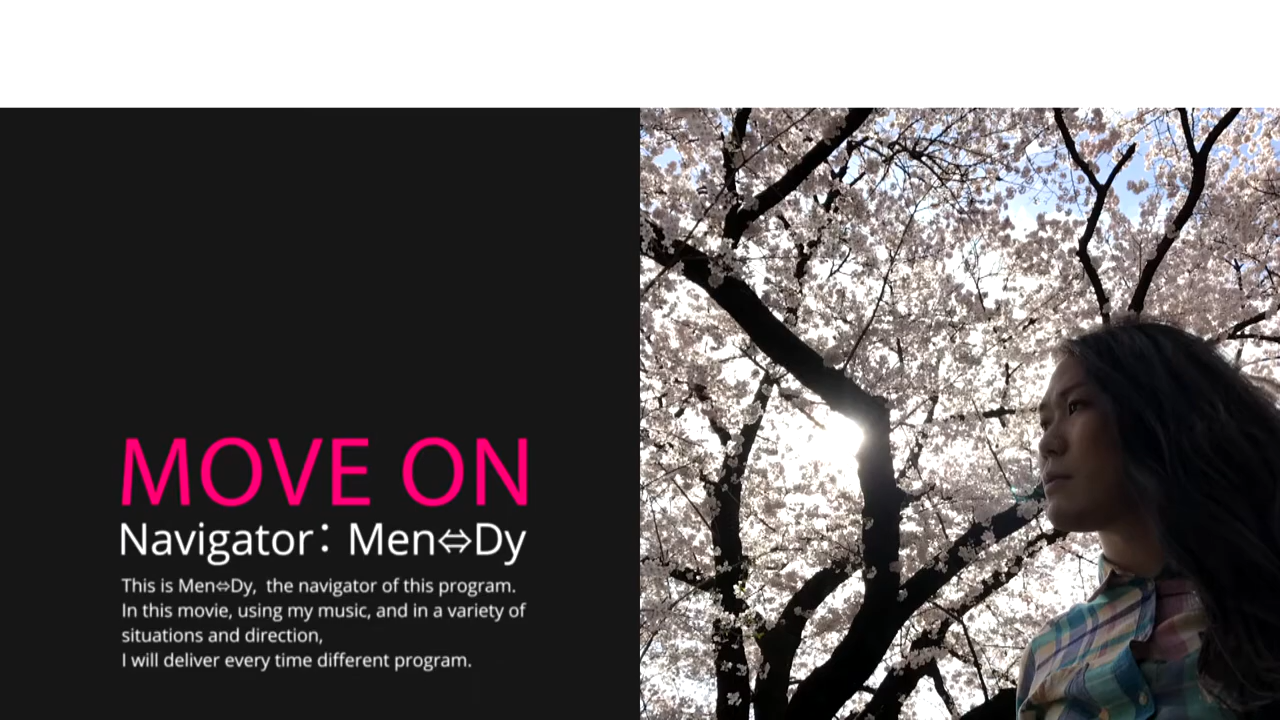 MOVE ON
Navigator：Men⇔Dy
This is Men⇔Dy,  the navigator of this program.
In this movie, using my music, and in a variety of
situations and direction,
I will deliver every time different program.